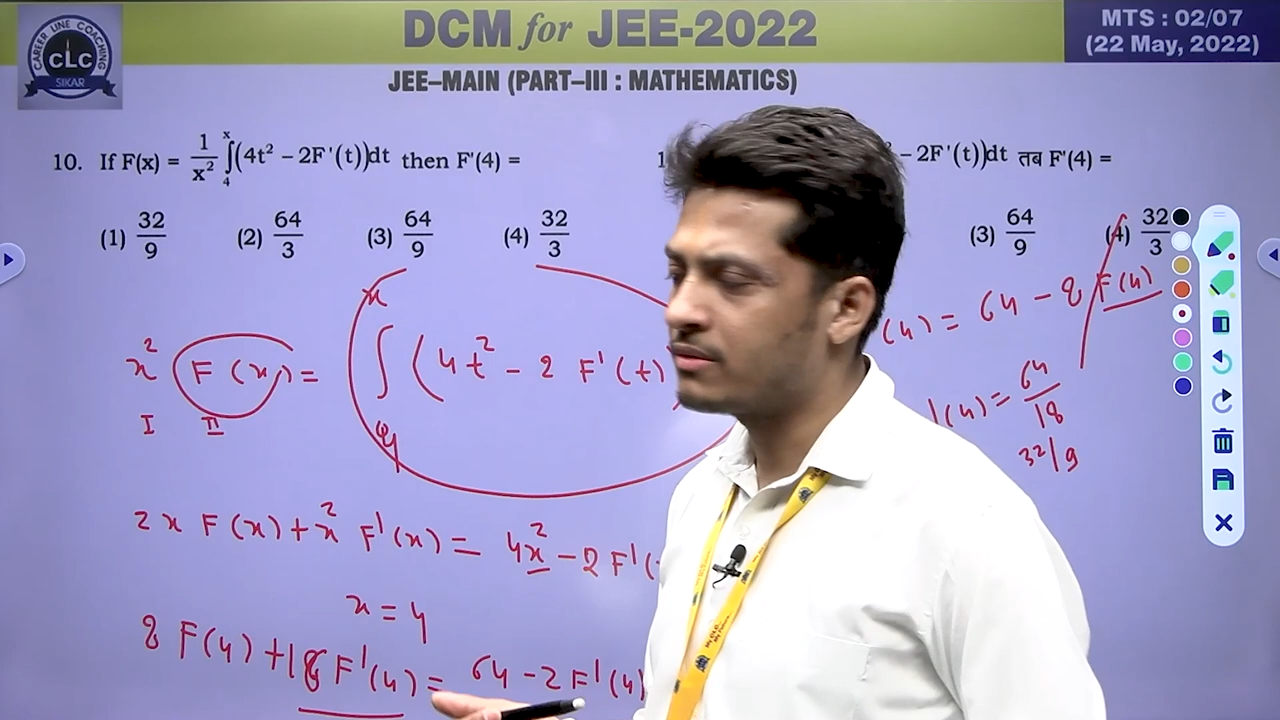 DCM for JEE-2022
MTS : 02/07
(22 May, 2022)
CAREER LINE COACHING
CLC
SIKAR
JEE–MAIN (PART–III : MATHEMATICS)
10. If F(x) = 1/x² ∫₄ˣ (4t² – 2F'(t))dt then F'(4) =
– 2F'(t))dt तब F'(4) =
(1) 32/9 (2) 64/3 (3) 64/9 (4) 32/3
(3) 64/9 (4) 32/3
x² F(x) = ∫₄ˣ (4t² – 2 F'(t)
I II
(4) = 64 – 8 F(4)
'(4) = 64/18
32/9
2x F(x) + x² F'(x) = 4x² – 2 F'(
x = 4
8 F(4) + 16 F'(4) = 64 – 2 F'(4)